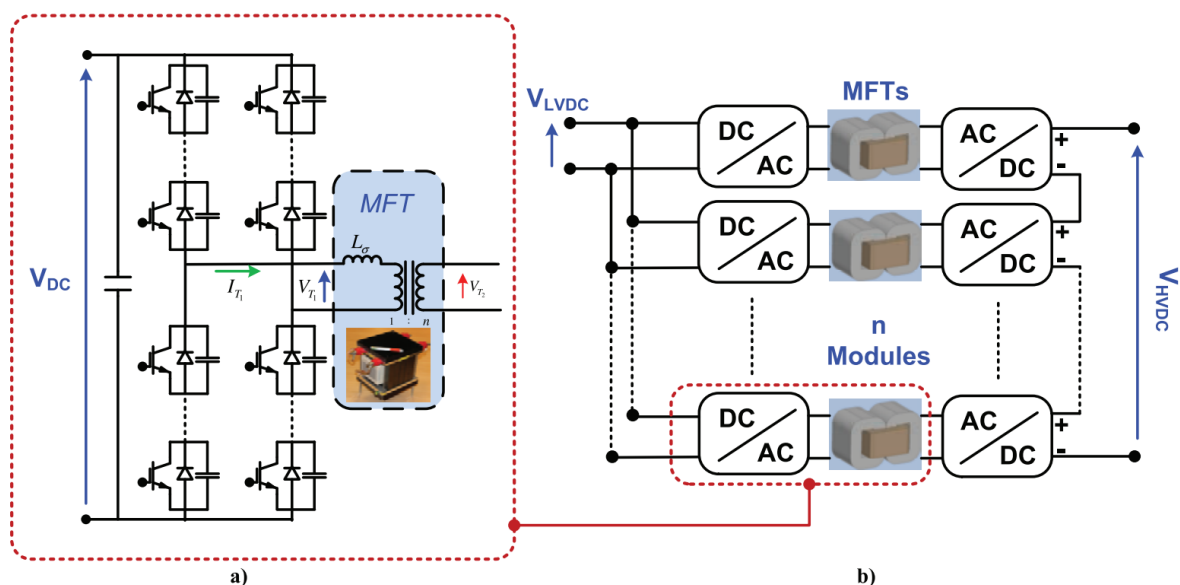 V_DC
I_T1
V_T1
MFT
L_σ
1 : n
V_T2
a)
V_LVDC
MFTs
DC
AC
AC
DC
+
-
DC
AC
AC
DC
+
-
n
Modules
DC
AC
AC
DC
+
-
V_HVDC
b)